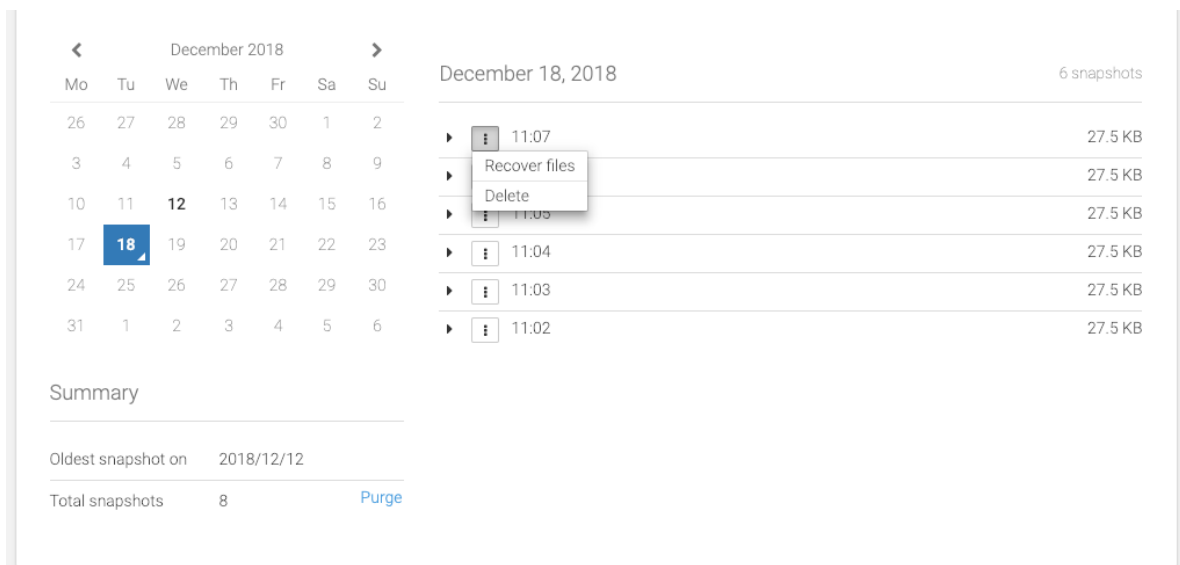 December 2018
Mo Tu We Th Fr Sa Su
26 27 28 29 30 1 2
3 4 5 6 7 8 9
10 11 12 13 14 15 16
17 18 19 20 21 22 23
24 25 26 27 28 29 30
31 1 2 3 4 5 6
Summary
Oldest snapshot on 2018/12/12
Total snapshots 8 Purge
December 18, 2018 6 snapshots
11:07 27.5 KB
Recover files
27.5 KB
Delete
11:05 27.5 KB
11:04 27.5 KB
11:03 27.5 KB
11:02 27.5 KB